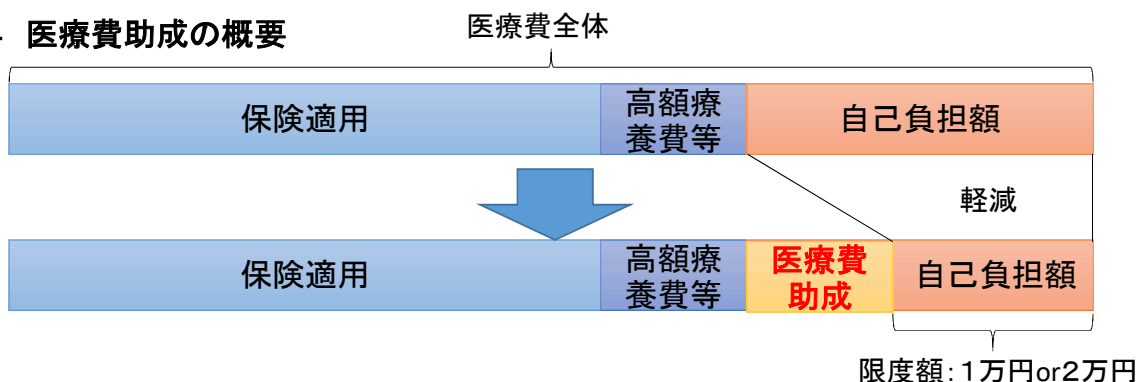 医療費助成の概要
医療費全体
保険適用
高額療
養費等
自己負担額
軽減
保険適用
高額療
養費等
医療費
助成
自己負担額
限度額：１万円or２万円